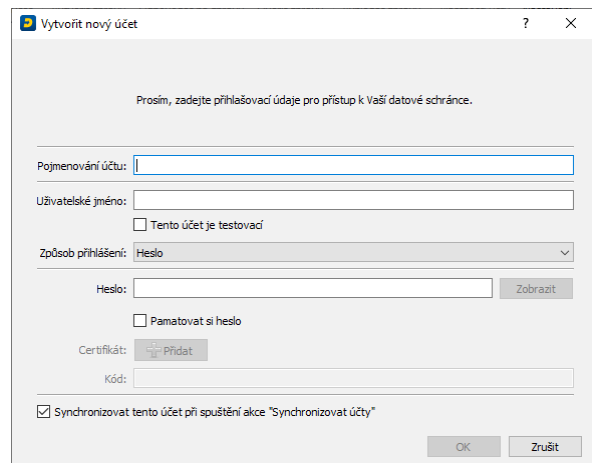 Vytvořit nový účet
Prosím, zadejte přihlašovací údaje pro přístup k Vaší datové schránce.
Pojmenování účtu:
Uživatelské jméno:
Tento účet je testovací
Způsob přihlášení: Heslo
Heslo: Zobrazit
Pamatovat si heslo
Certifikát: Přidat
Kód:
Synchronizovat tento účet při spuštění akce "Synchronizovat účty"
OK Zrušit